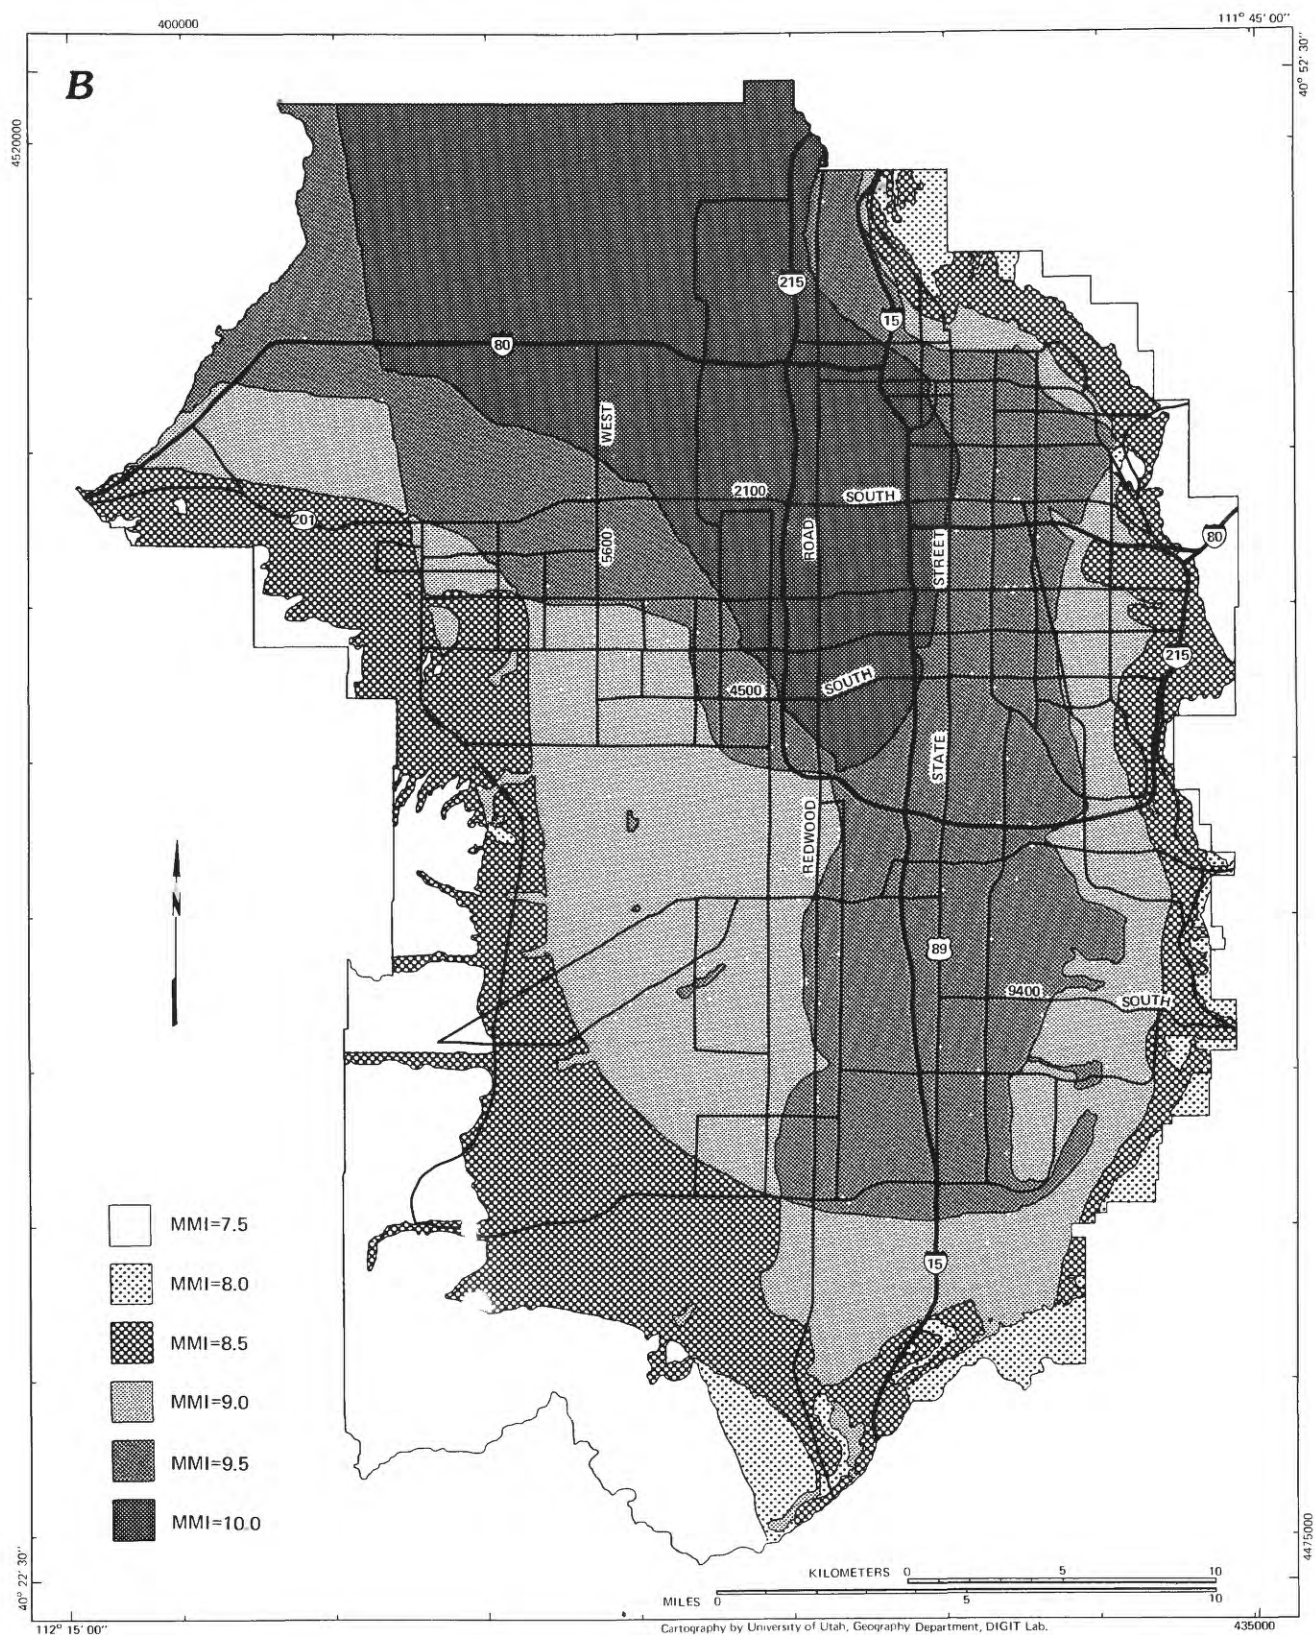 400000
111° 45' 00"
B
40° 52' 30"
4520000
215
15
80
WEST
2100
SOUTH
201
5600
ROAD
STREET
80
215
4500
SOUTH
STATE
REDWOOD
N
89
9400
SOUTH
MMI=7.5
MMI=8.0
15
MMI=8.5
MMI=9.0
MMI=9.5
MMI=10.0
40° 22' 30"
4475000
KILOMETERS 0 5 10
MILES 0 5 10
112° 15' 00"
Cartography by University of Utah, Geography Department, DIGIT Lab.
435000